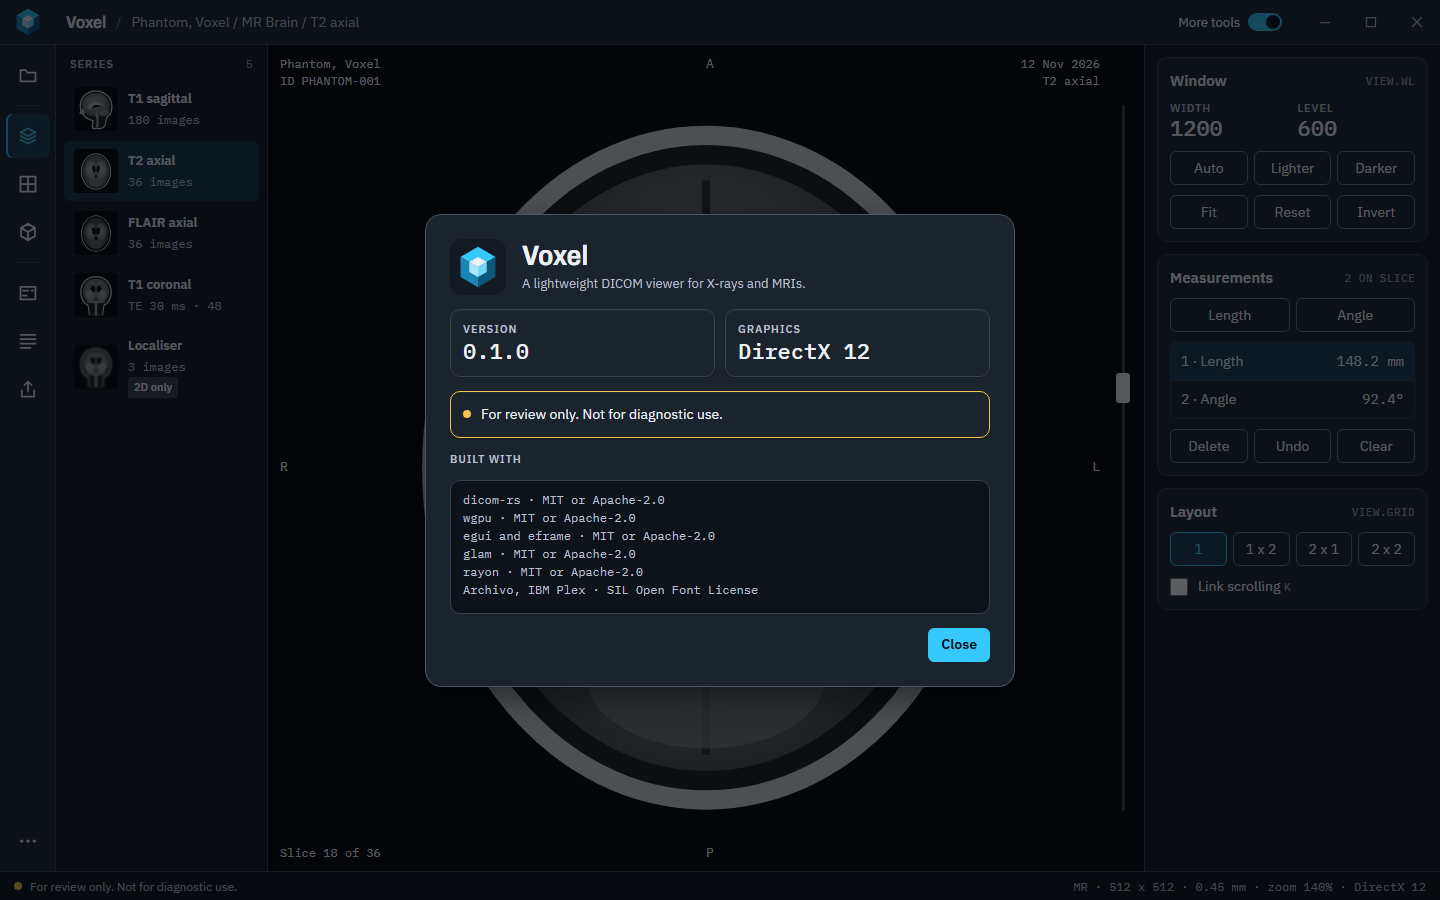 Voxel / Phantom, Voxel / MR Brain / T2 axial
More tools
SERIES 5
T1 sagittal
180 images
T2 axial
36 images
FLAIR axial
36 images
T1 coronal
TE 30 ms · 48
Localiser
3 images
2D only
Phantom, Voxel
ID PHANTOM-001
A
12 Nov 2026
T2 axial
R
L
Slice 18 of 36
P
Voxel
A lightweight DICOM viewer for X-rays and MRIs.
VERSION
0.1.0
GRAPHICS
DirectX 12
For review only. Not for diagnostic use.
BUILT WITH
dicom-rs · MIT or Apache-2.0
wgpu · MIT or Apache-2.0
egui and eframe · MIT or Apache-2.0
glam · MIT or Apache-2.0
rayon · MIT or Apache-2.0
Archivo, IBM Plex · SIL Open Font License
Close
Window VIEW.WL
WIDTH LEVEL
1200 600
Auto Lighter Darker
Fit Reset Invert
Measurements 2 ON SLICE
Length Angle
1 · Length 148.2 mm
2 · Angle 92.4°
Delete Undo Clear
Layout VIEW.GRID
1 1 x 2 2 x 1 2 x 2
Link scrolling K
For review only. Not for diagnostic use.
MR · 512 x 512 · 0.45 mm · zoom 140% · DirectX 12